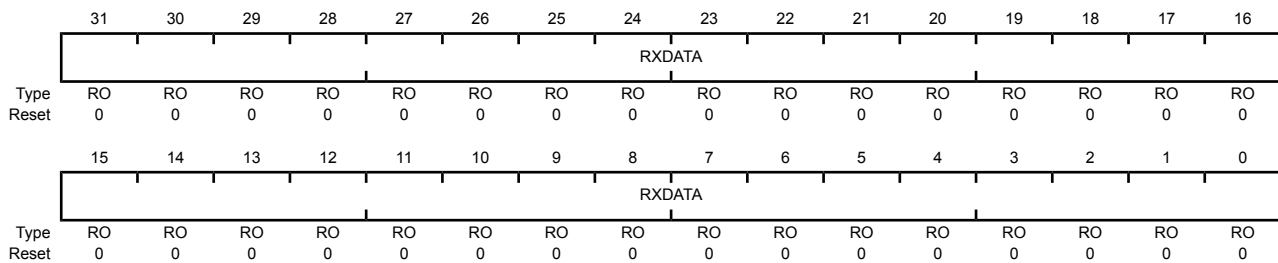 31 30 29 28 27 26 25 24 23 22 21 20 19 18 17 16
RXDATA
Type RO RO RO RO RO RO RO RO RO RO RO RO RO RO RO RO
Reset 0 0 0 0 0 0 0 0 0 0 0 0 0 0 0 0
15 14 13 12 11 10 9 8 7 6 5 4 3 2 1 0
RXDATA
Type RO RO RO RO RO RO RO RO RO RO RO RO RO RO RO RO
Reset 0 0 0 0 0 0 0 0 0 0 0 0 0 0 0 0